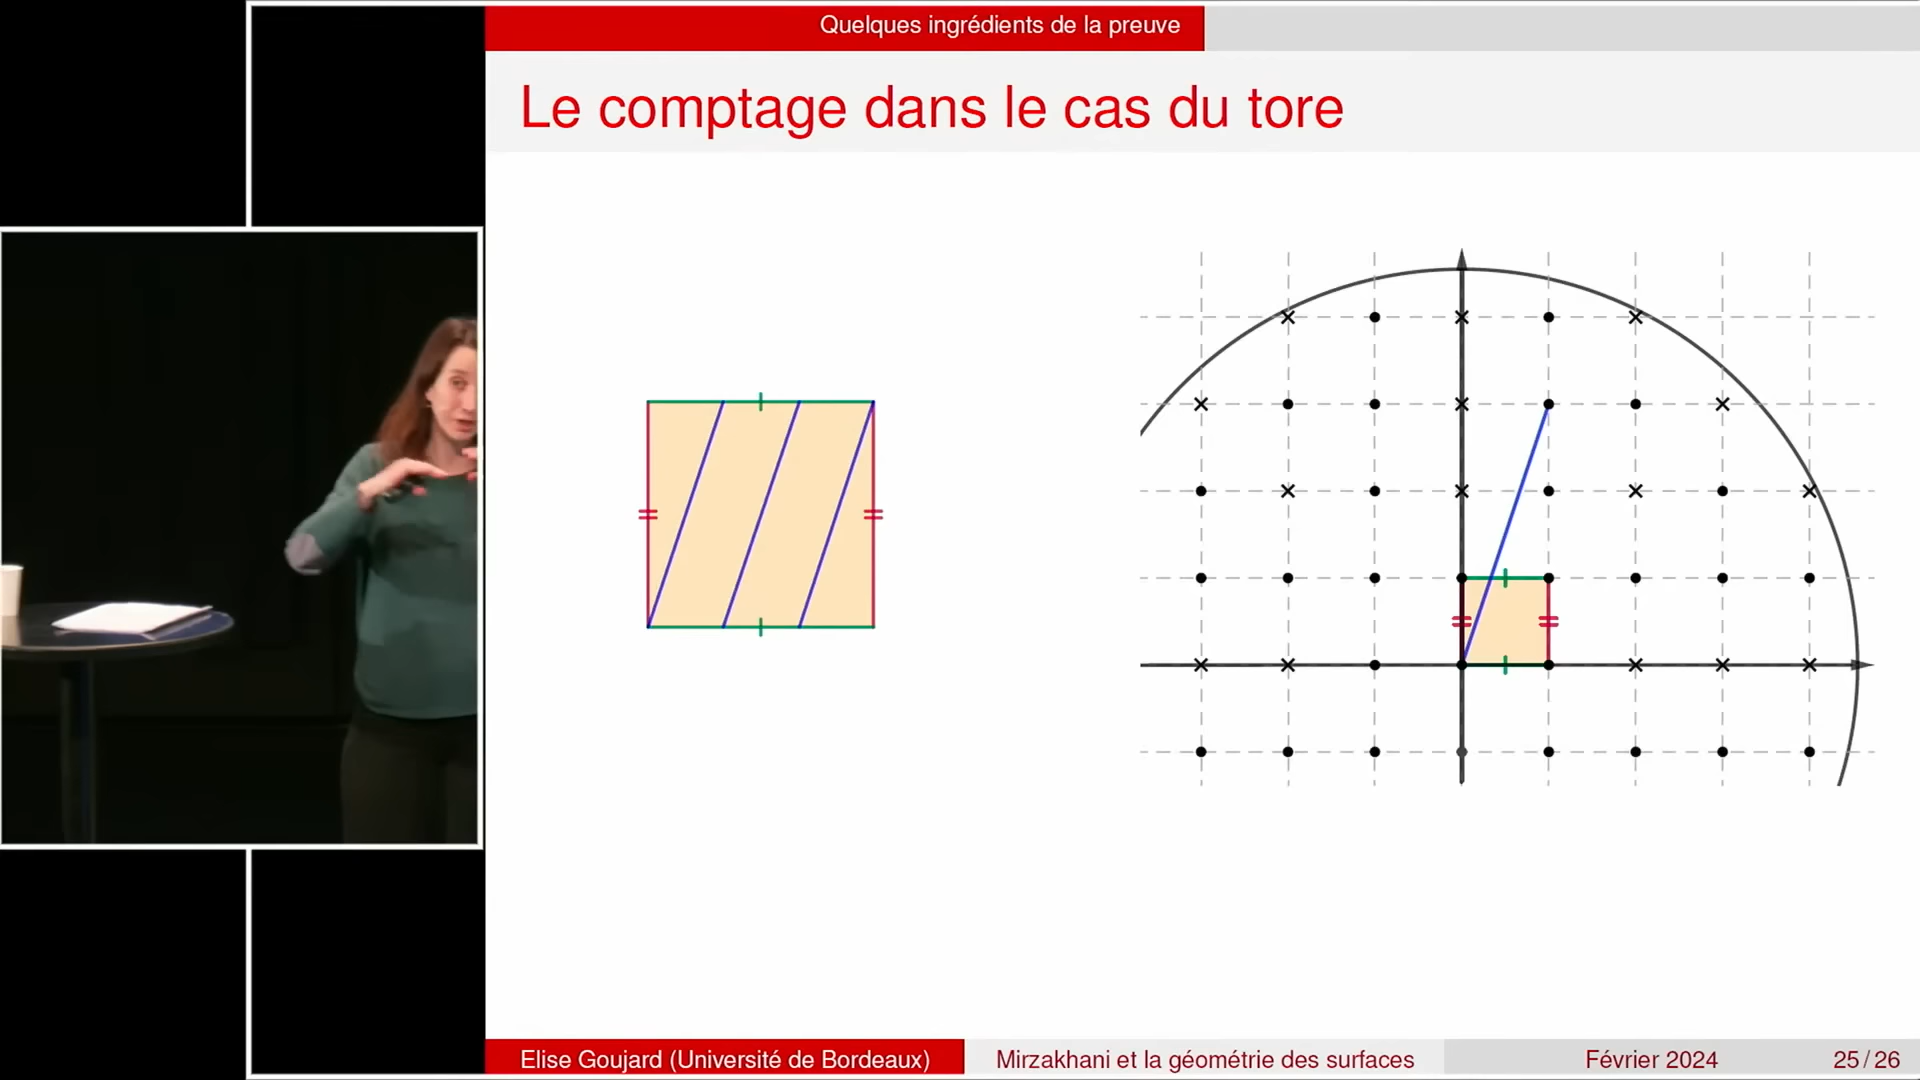 Quelques ingrédients de la preuve
Le comptage dans le cas du tore
Elise Goujard (Université de Bordeaux)
Mirzakhani et la géométrie des surfaces
Février 2024
25 / 26